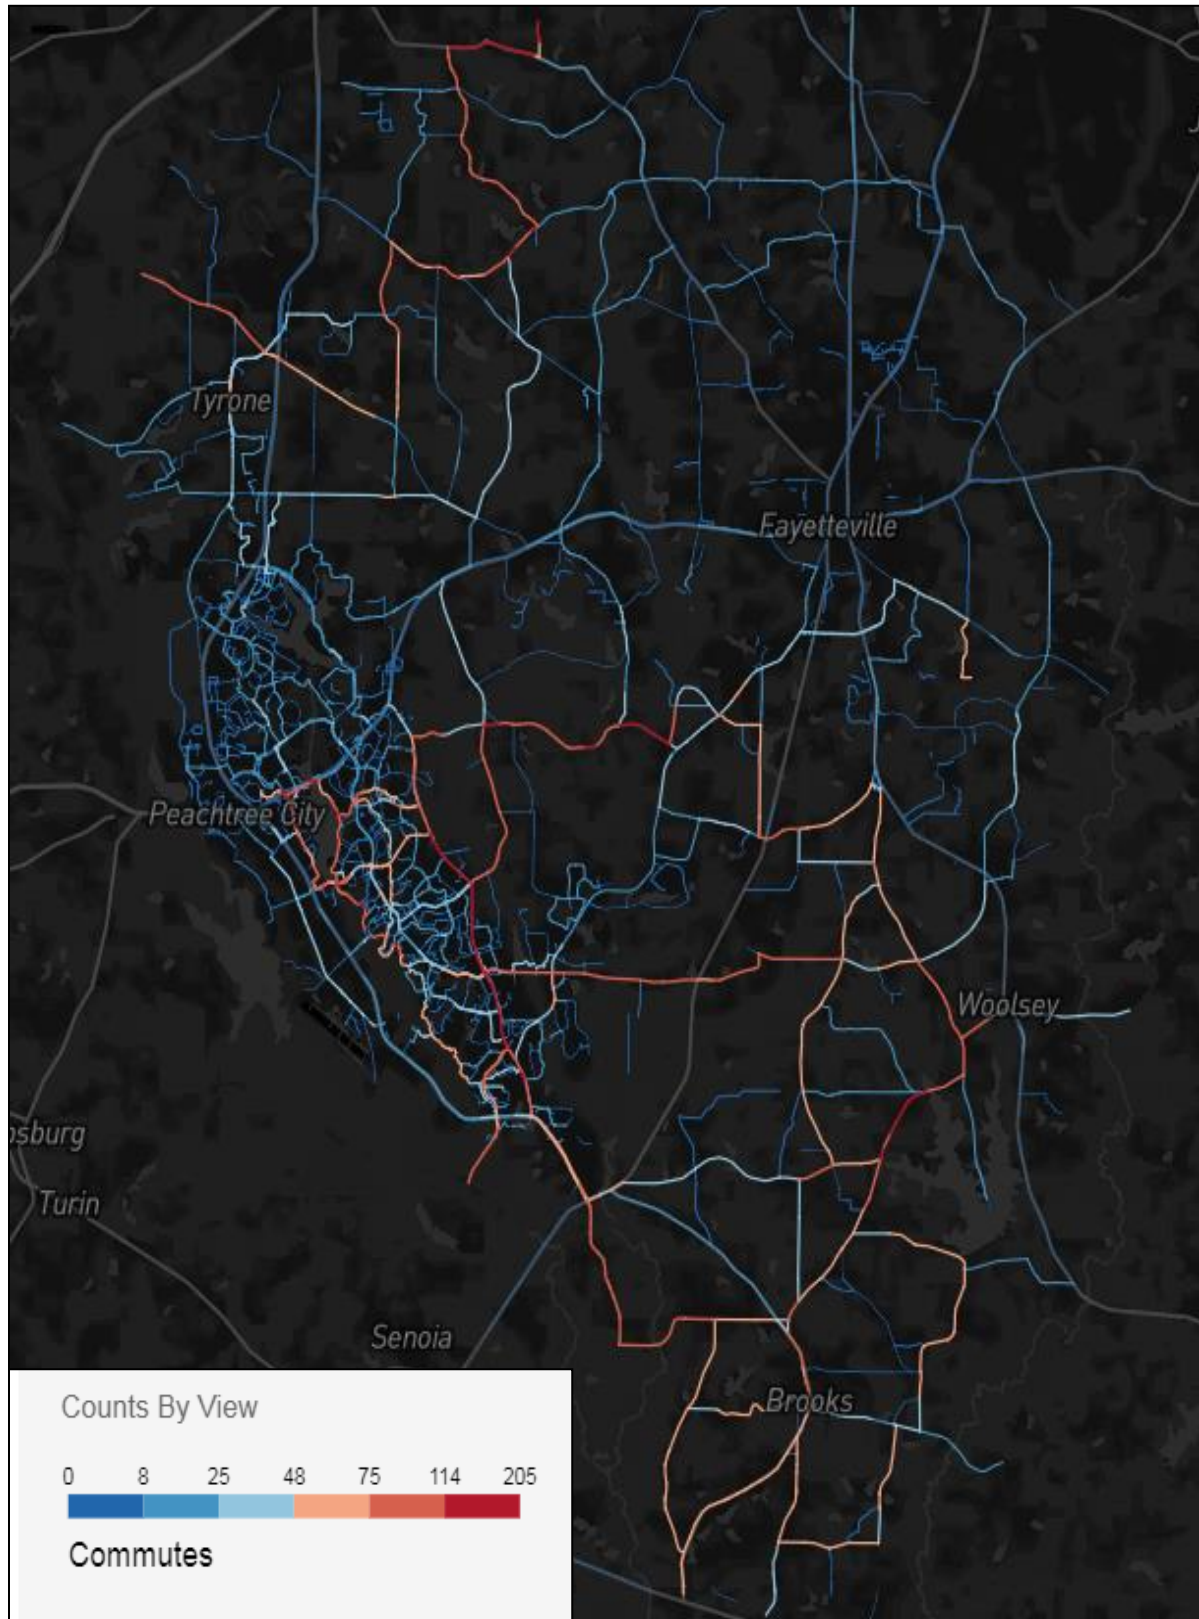 Tyrone
Fayetteville
Peachtree City
Woolsey
Turin
Senoia
Brooks
Counts By View
0 8 25 48 75 114 205
Commutes